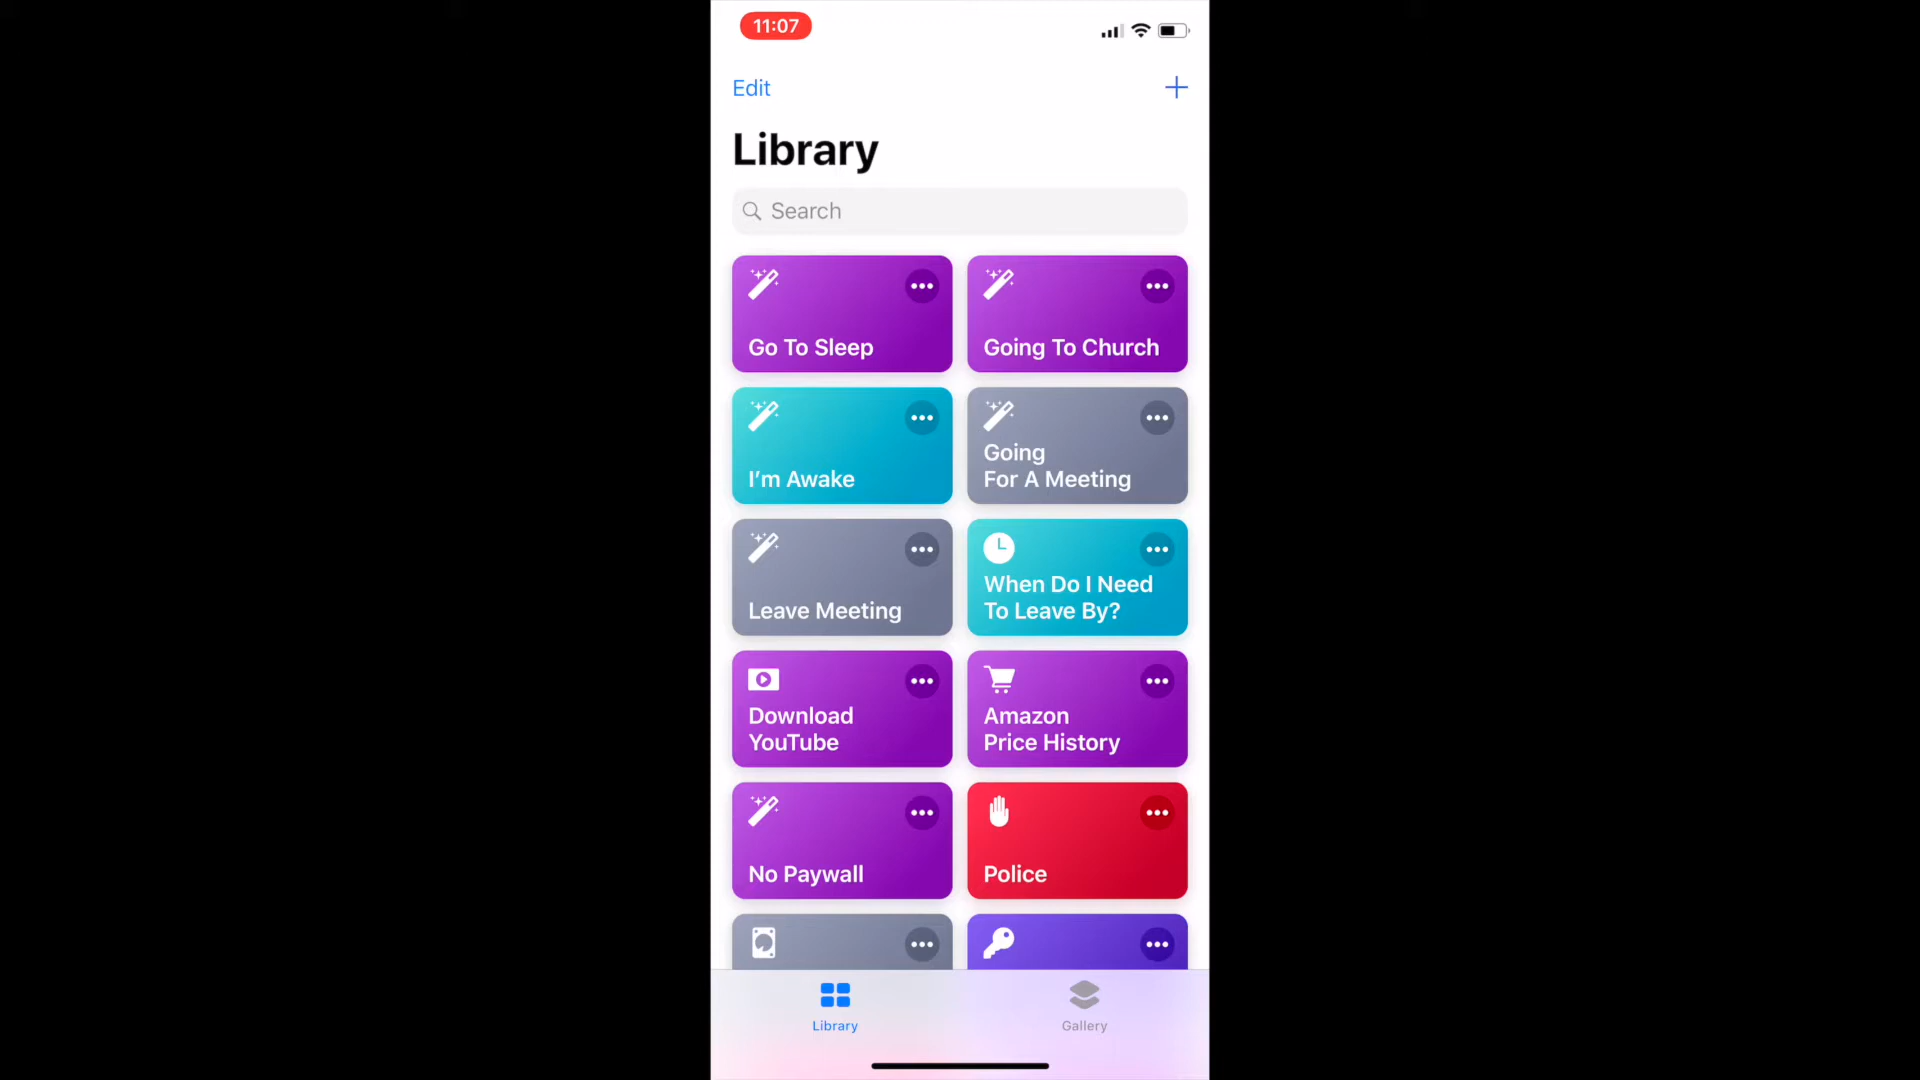 11:07
Edit
Library
Search
Go To Sleep
Going To Church
I'm Awake
Going
For A Meeting
Leave Meeting
When Do I Need
To Leave By?
Download
YouTube
Amazon
Price History
No Paywall
Police
Library
Gallery